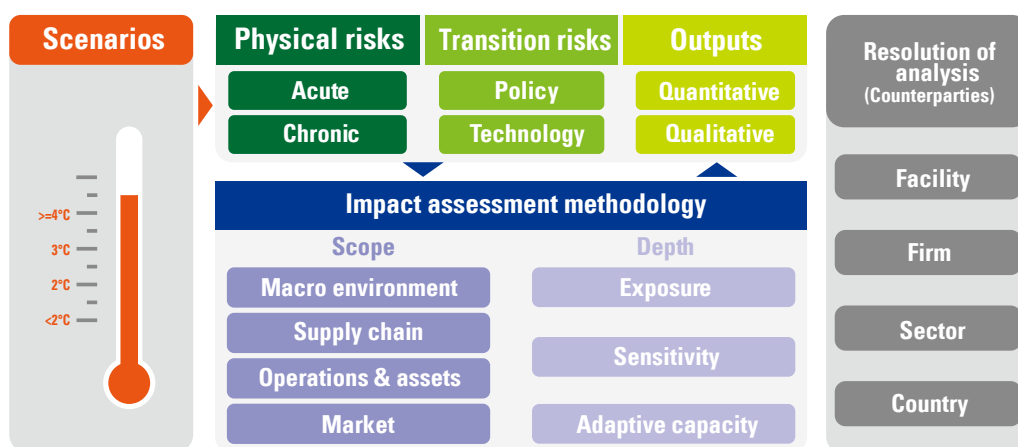 Scenarios
>=4°C
3°C
2°C
<2°C
Physical risks
Acute
Chronic
Transition risks
Policy
Technology
Outputs
Quantitative
Qualitative
Impact assessment methodology
Scope
Macro environment
Supply chain
Operations & assets
Market
Depth
Exposure
Sensitivity
Adaptive capacity
Resolution of
analysis
(Counterparties)
Facility
Firm
Sector
Country